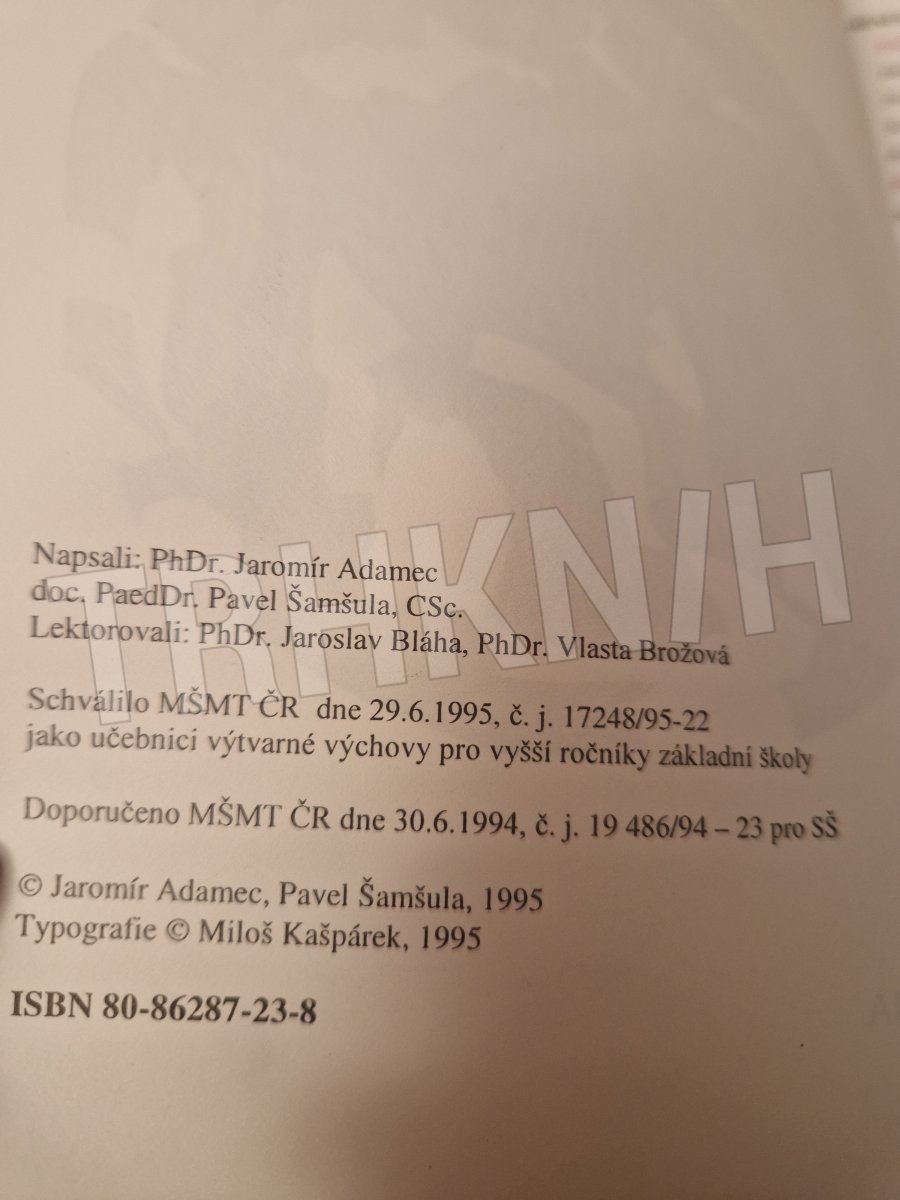 Napsali: PhDr. Jaromír Adamec
doc. PaedDr. Pavel Šamšula, CSc.
Lektorovali: PhDr. Jaroslav Bláha, PhDr. Vlasta Brožová
Schválilo MŠMT ČR dne 29.6.1995, č. j. 17248/95-22
jako učebnici výtvarné výchovy pro vyšší ročníky základní školy
Doporučeno MŠMT ČR dne 30.6.1994, č. j. 19 486/94 – 23 pro SŠ
© Jaromír Adamec, Pavel Šamšula, 1995
Typografie © Miloš Kašpárek, 1995
ISBN 80-86287-23-8
TRHKNIH